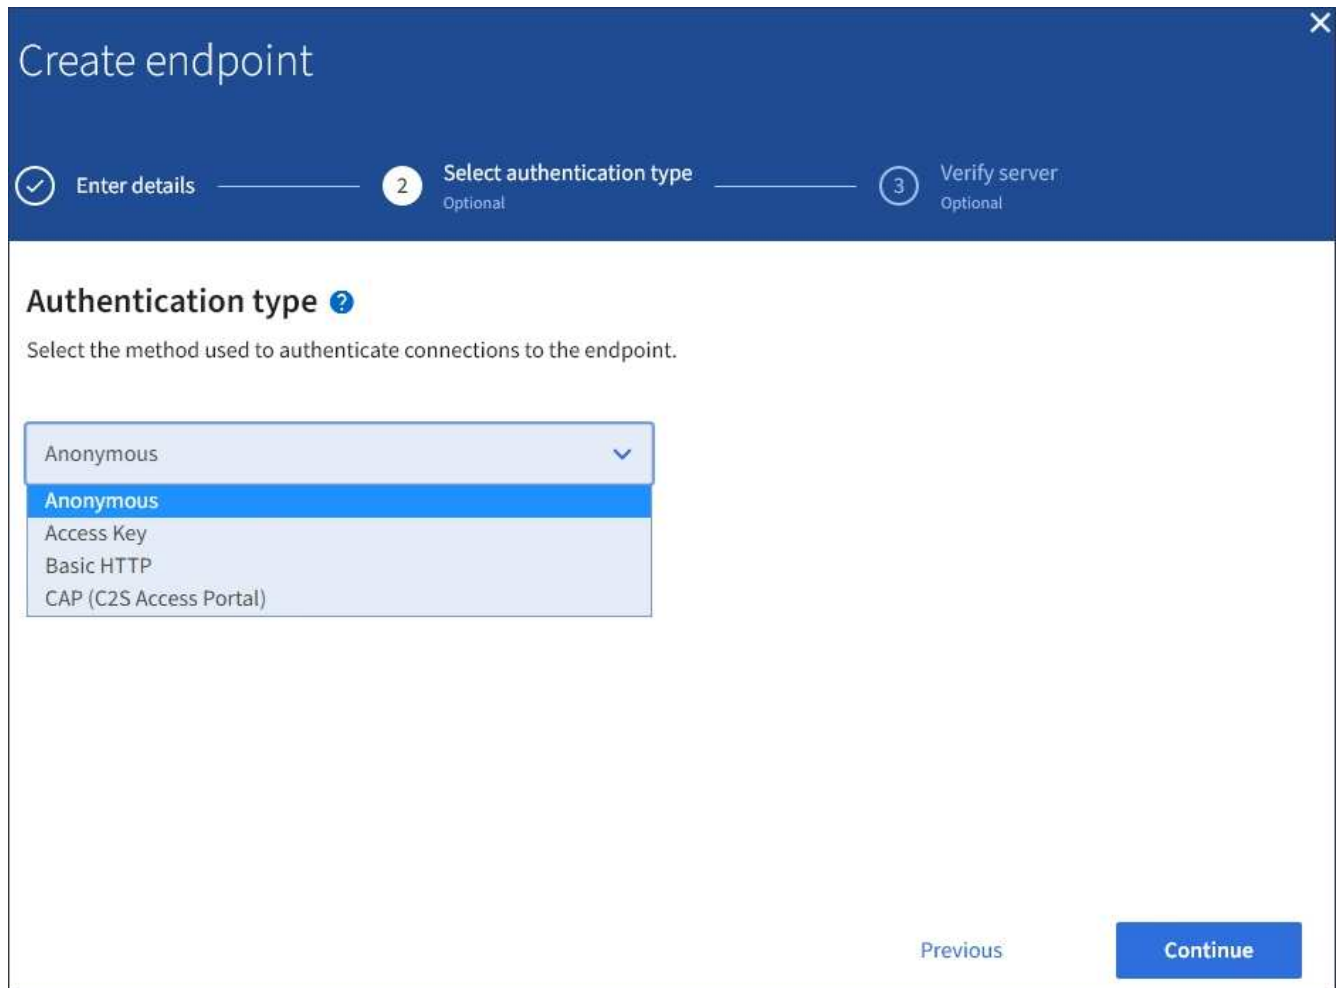 Create endpoint
Enter details
2
Select authentication type
Optional
3
Verify server
Optional
Authentication type ?
Select the method used to authenticate connections to the endpoint.
Anonymous
Anonymous
Access Key
Basic HTTP
CAP (C2S Access Portal)
Previous
Continue